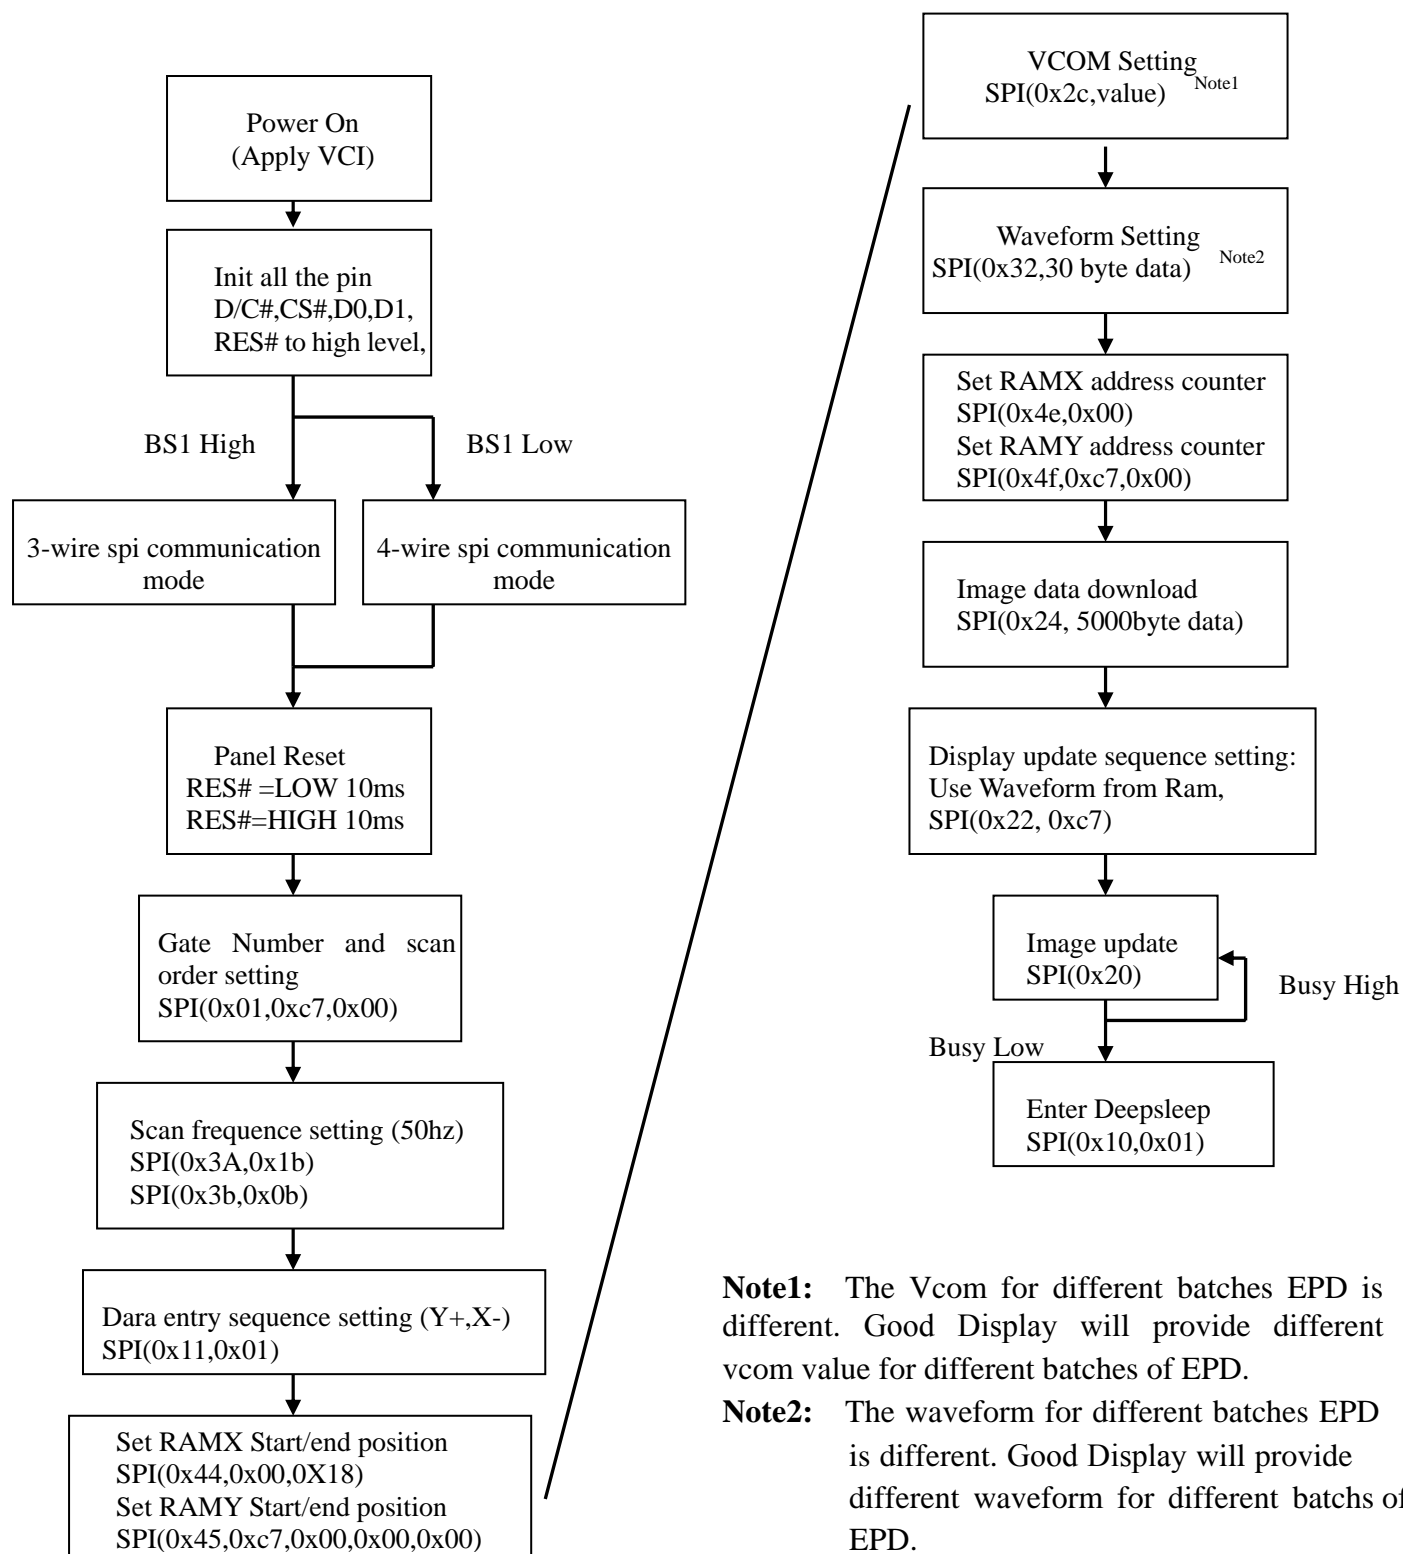 Power On
(Apply VCI)
Init all the pin
D/C#,CS#,D0,D1,
RES# to high level,
BS1 High
BS1 Low
3-wire spi communication
mode
4-wire spi communication
mode
Panel Reset
RES# =LOW 10ms
RES#=HIGH 10ms
Gate Number and scan
order setting
SPI(0x01,0xc7,0x00)
Scan frequence setting (50hz)
SPI(0x3A,0x1b)
SPI(0x3b,0x0b)
Dara entry sequence setting (Y+,X-)
SPI(0x11,0x01)
Set RAMX Start/end position
SPI(0x44,0x00,0X18)
Set RAMY Start/end position
SPI(0x45,0xc7,0x00,0x00,0x00)
VCOM Setting
SPI(0x2c,value) Note1
Waveform Setting
SPI(0x32,30 byte data) Note2
Set RAMX address counter
SPI(0x4e,0x00)
Set RAMY address counter
SPI(0x4f,0xc7,0x00)
Image data download
SPI(0x24, 5000byte data)
Display update sequence setting:
Use Waveform from Ram,
SPI(0x22, 0xc7)
Image update
SPI(0x20)
Busy High
Busy Low
Enter Deepsleep
SPI(0x10,0x01)
Note1: The Vcom for different batches EPD is
different. Good Display will provide different
vcom value for different batches of EPD.
Note2: The waveform for different batches EPD
is different. Good Display will provide
different waveform for different batchs of
EPD.